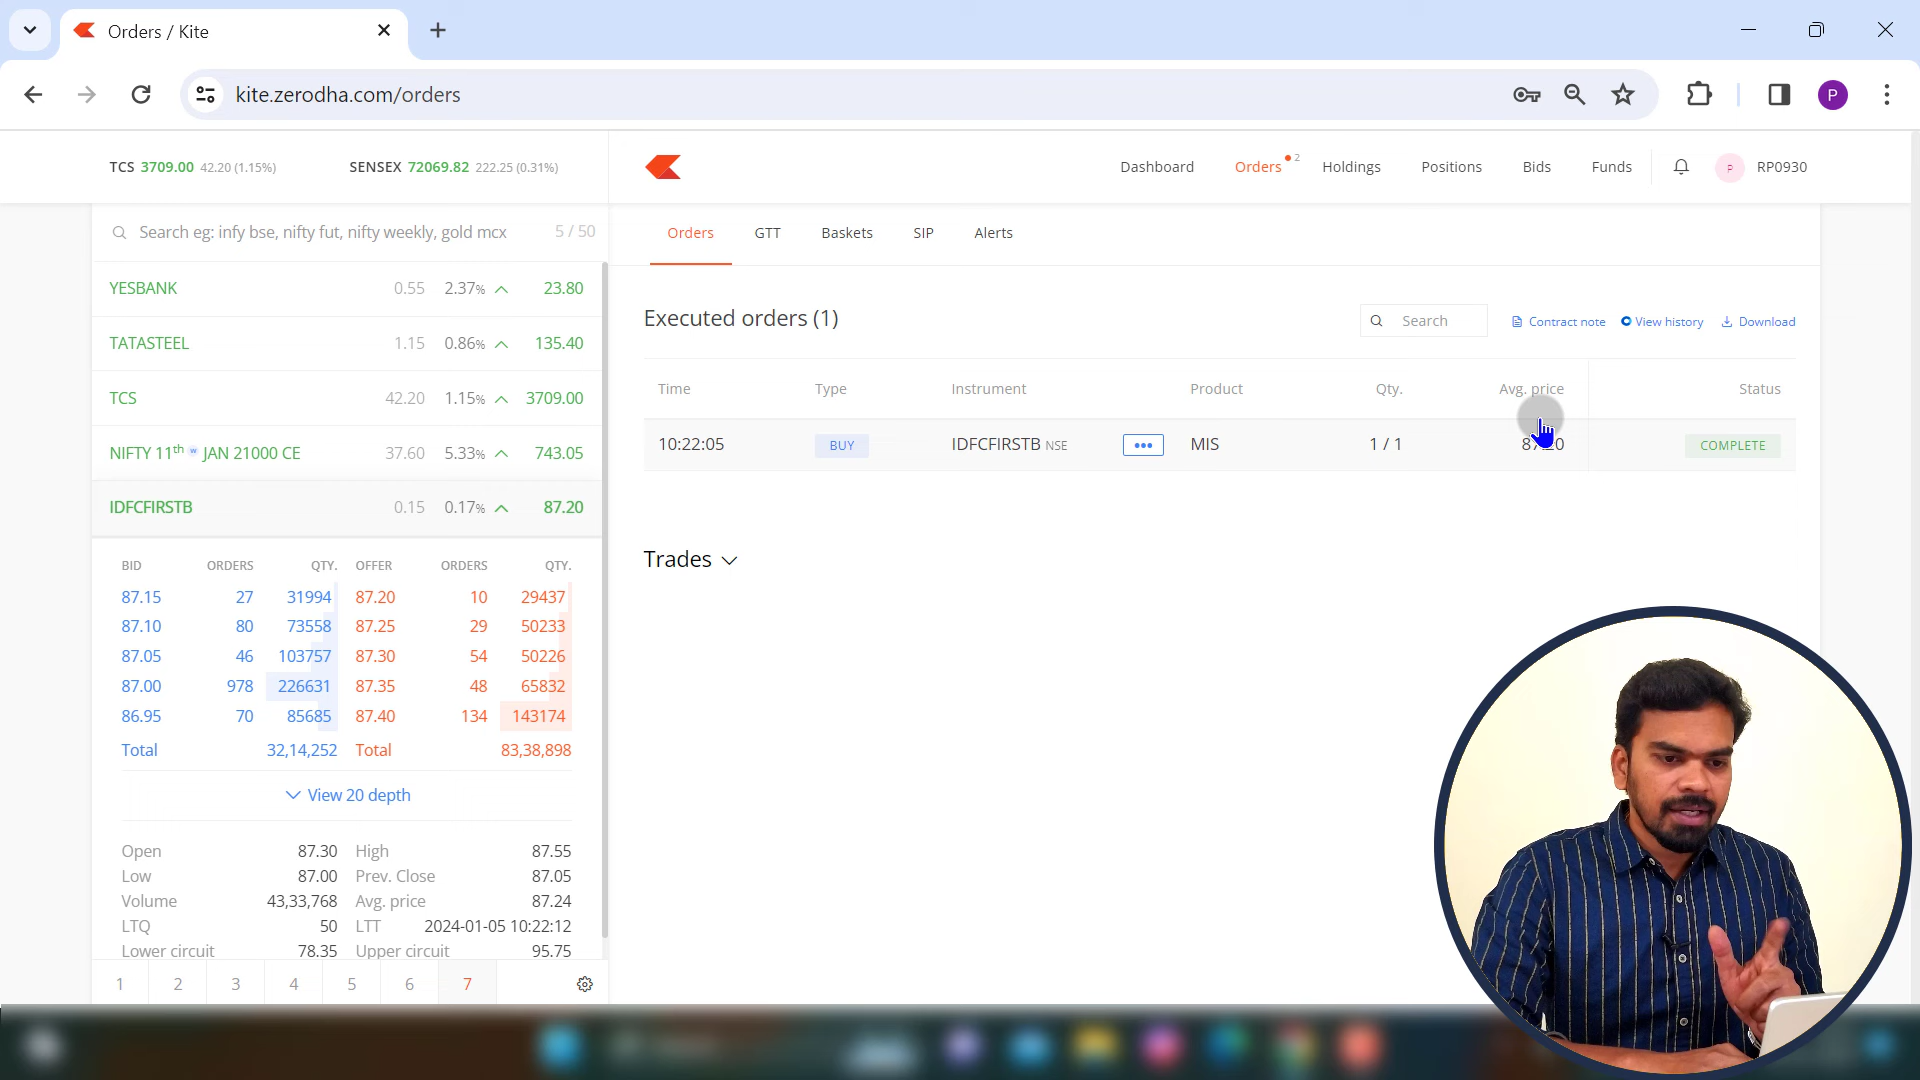 Orders / Kite
kite.zerodha.com/orders
P
TCS 3709.00 42.20 (1.15%) SENSEX 72069.82 222.25 (0.31%)
Dashboard Orders 2 Holdings Positions Bids Funds P RP0930
Search eg: infy bse, nifty fut, nifty weekly, gold mcx 5 / 50
Orders GTT Baskets SIP Alerts
YESBANK 0.55 2.37% 23.80
TATASTEEL 1.15 0.86% 135.40
TCS 42.20 1.15% 3709.00
NIFTY 11th w JAN 21000 CE 37.60 5.33% 743.05
IDFCFIRSTB 0.15 0.17% 87.20
BID ORDERS QTY. OFFER ORDERS QTY.
87.15 27 31994 87.20 10 29437
87.10 80 73558 87.25 29 50233
87.05 46 103757 87.30 54 50226
87.00 978 226631 87.35 48 65832
86.95 70 85685 87.40 134 143174
Total 32,14,252 Total 83,38,898
View 20 depth
Open 87.30 High 87.55
Low 87.00 Prev. Close 87.05
Volume 43,33,768 Avg. price 87.24
LTQ 50 LTT 2024-01-05 10:22:12
Lower circuit 78.35 Upper circuit 95.75
1 2 3 4 5 6 7
Executed orders (1)
Search Contract note View history Download
Time Type Instrument Product Qty. Avg. price Status
10:22:05 BUY IDFCFIRSTB NSE MIS 1 / 1 COMPLETE
Trades